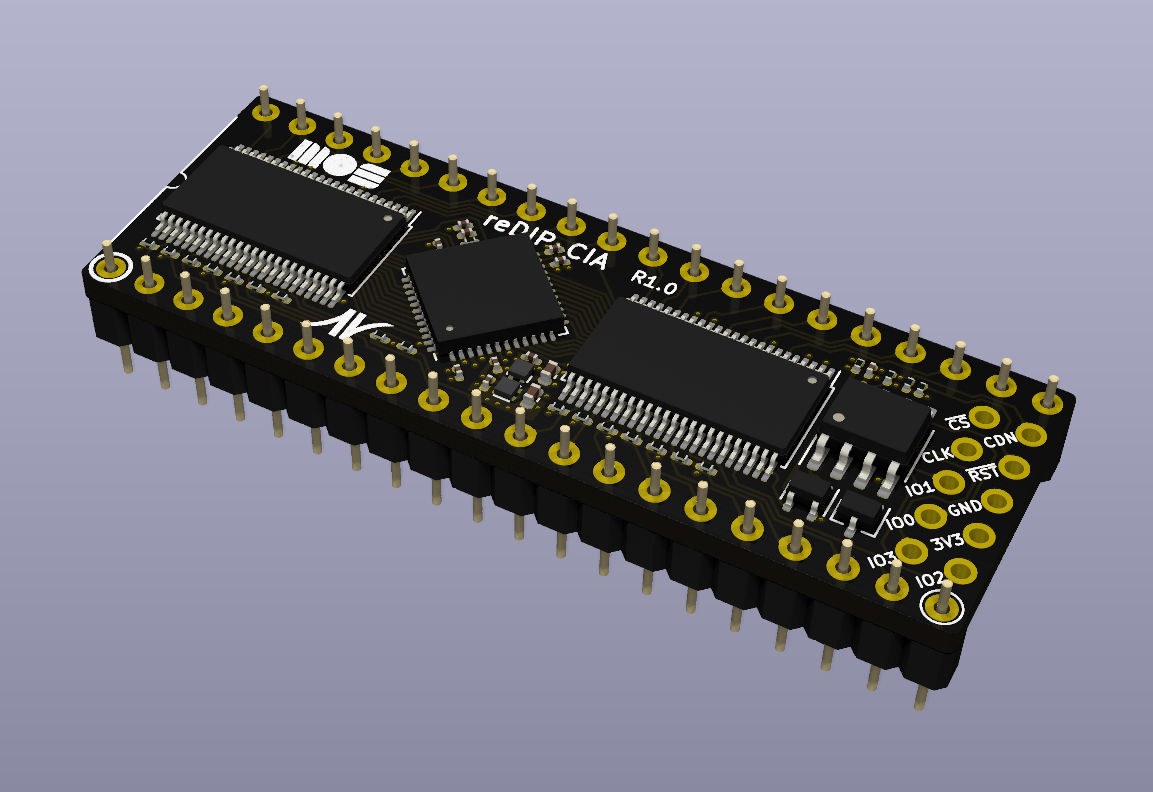 MOS
reDIP CIA
R1.0
CS
CDN
CLK
RST
IO1
GND
IO0
3V3
IO3
IO2